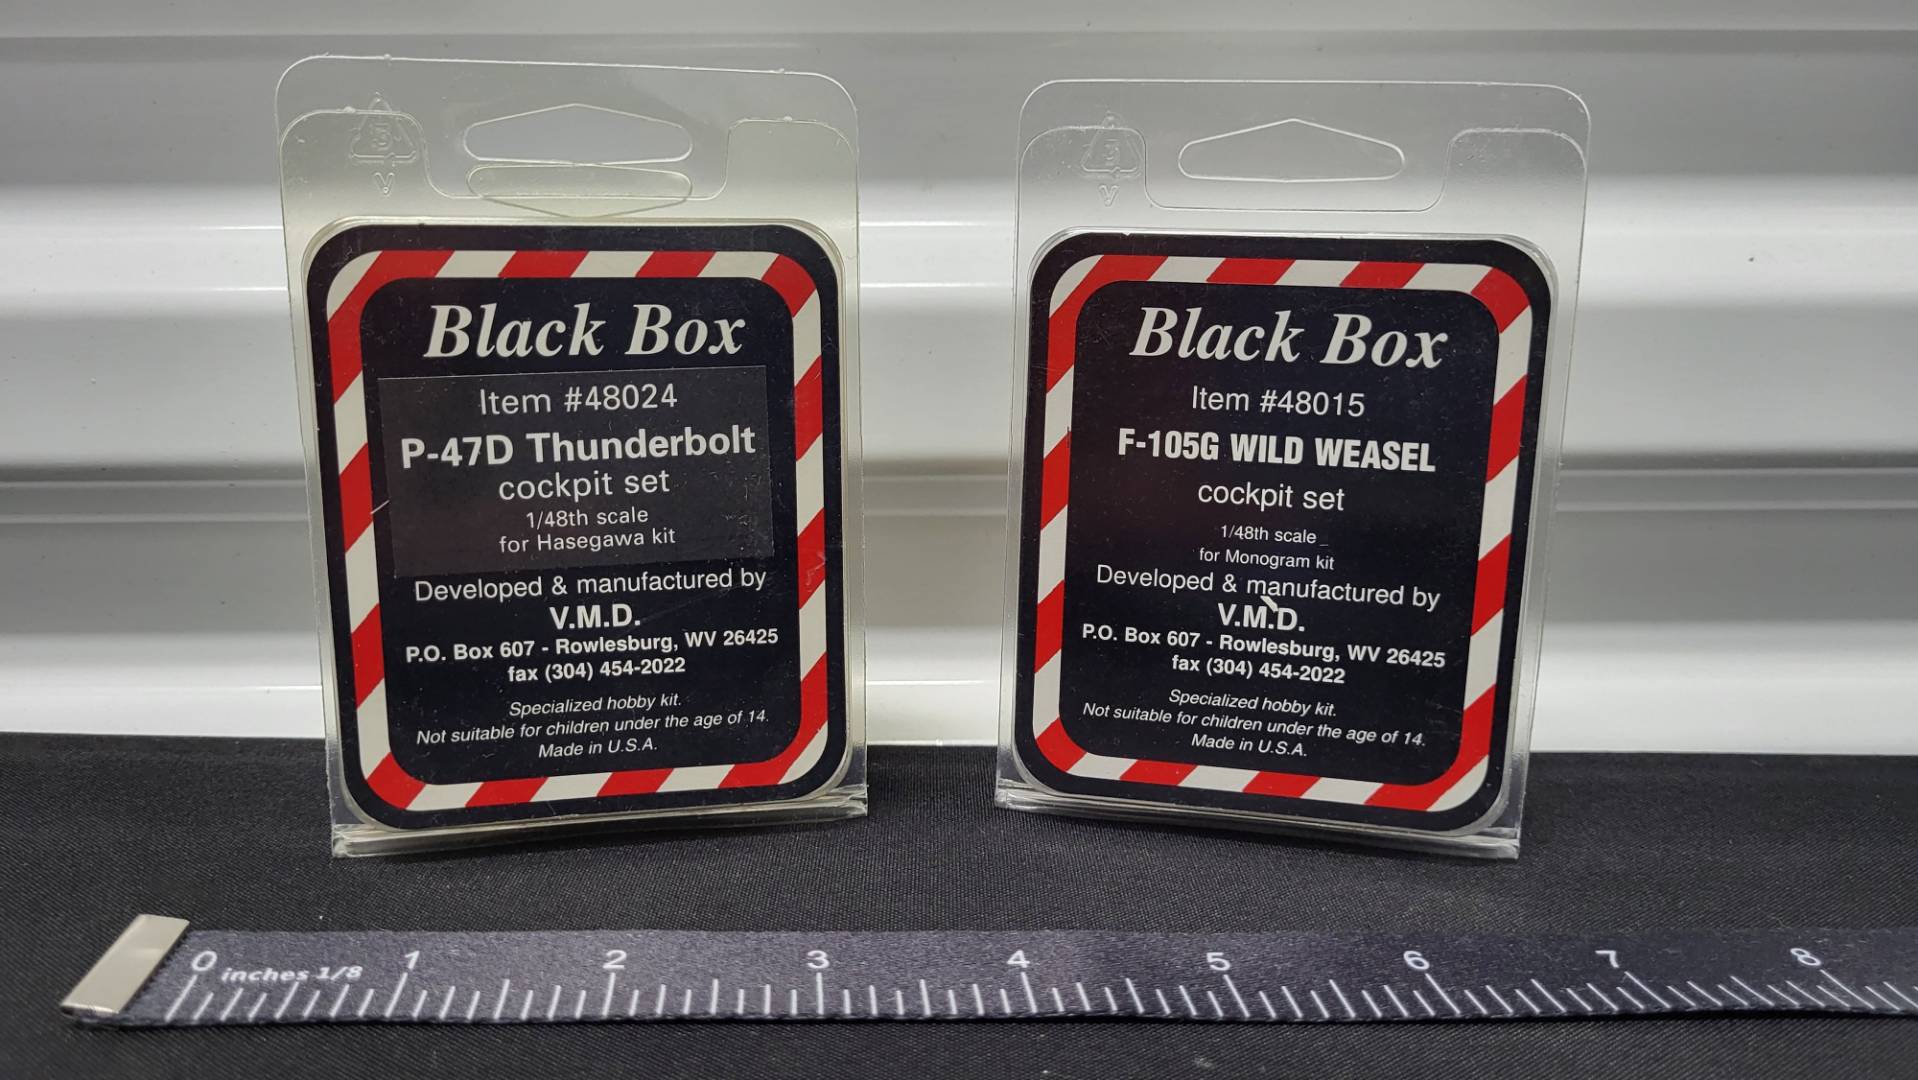 Black Box
Item #48024
P-47D Thunderbolt
cockpit set
1/48th scale
for Hasegawa kit
Developed & manufactured by
V.M.D.
P.O. Box 607 - Rowlesburg, WV 26425
fax (304) 454-2022
Specialized hobby kit.
Not suitable for children under the age of 14.
Made in U.S.A.
Black Box
Item #48015
F-105G WILD WEASEL
cockpit set
1/48th scale
for Monogram kit
Developed & manufactured by
V.M.D.
P.O. Box 607 - Rowlesburg, WV 26425
fax (304) 454-2022
Specialized hobby kit.
Not suitable for children under the age of 14.
Made in U.S.A.
3
V
3
V
0 inches 1/8 1 2 3 4 5 6 7 8